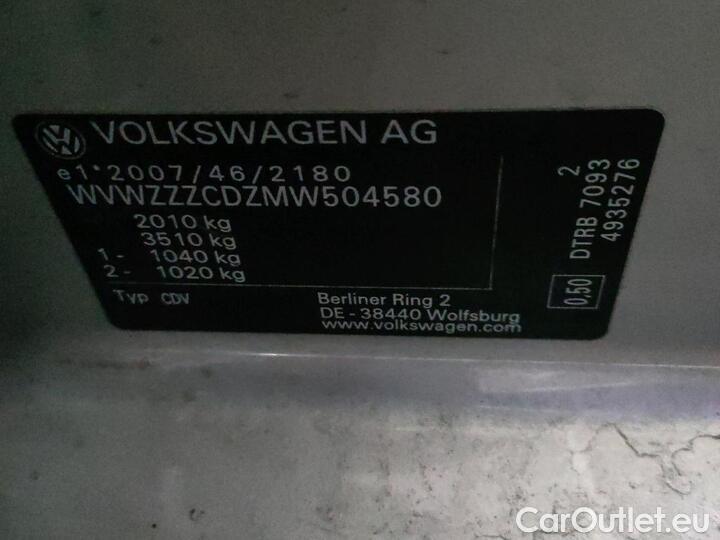 VOLKSWAGEN AG
e1*2007/46/2180
WVWZZZCDZMW504580
2010 kg
3510 kg
1- 1040 kg
2- 1020 kg
Typ CDV
Berliner Ring 2
DE - 38440 Wolfsburg
www.volkswagen.com
2
DTRB 7093
4935276
0,50
CarOutlet.eu